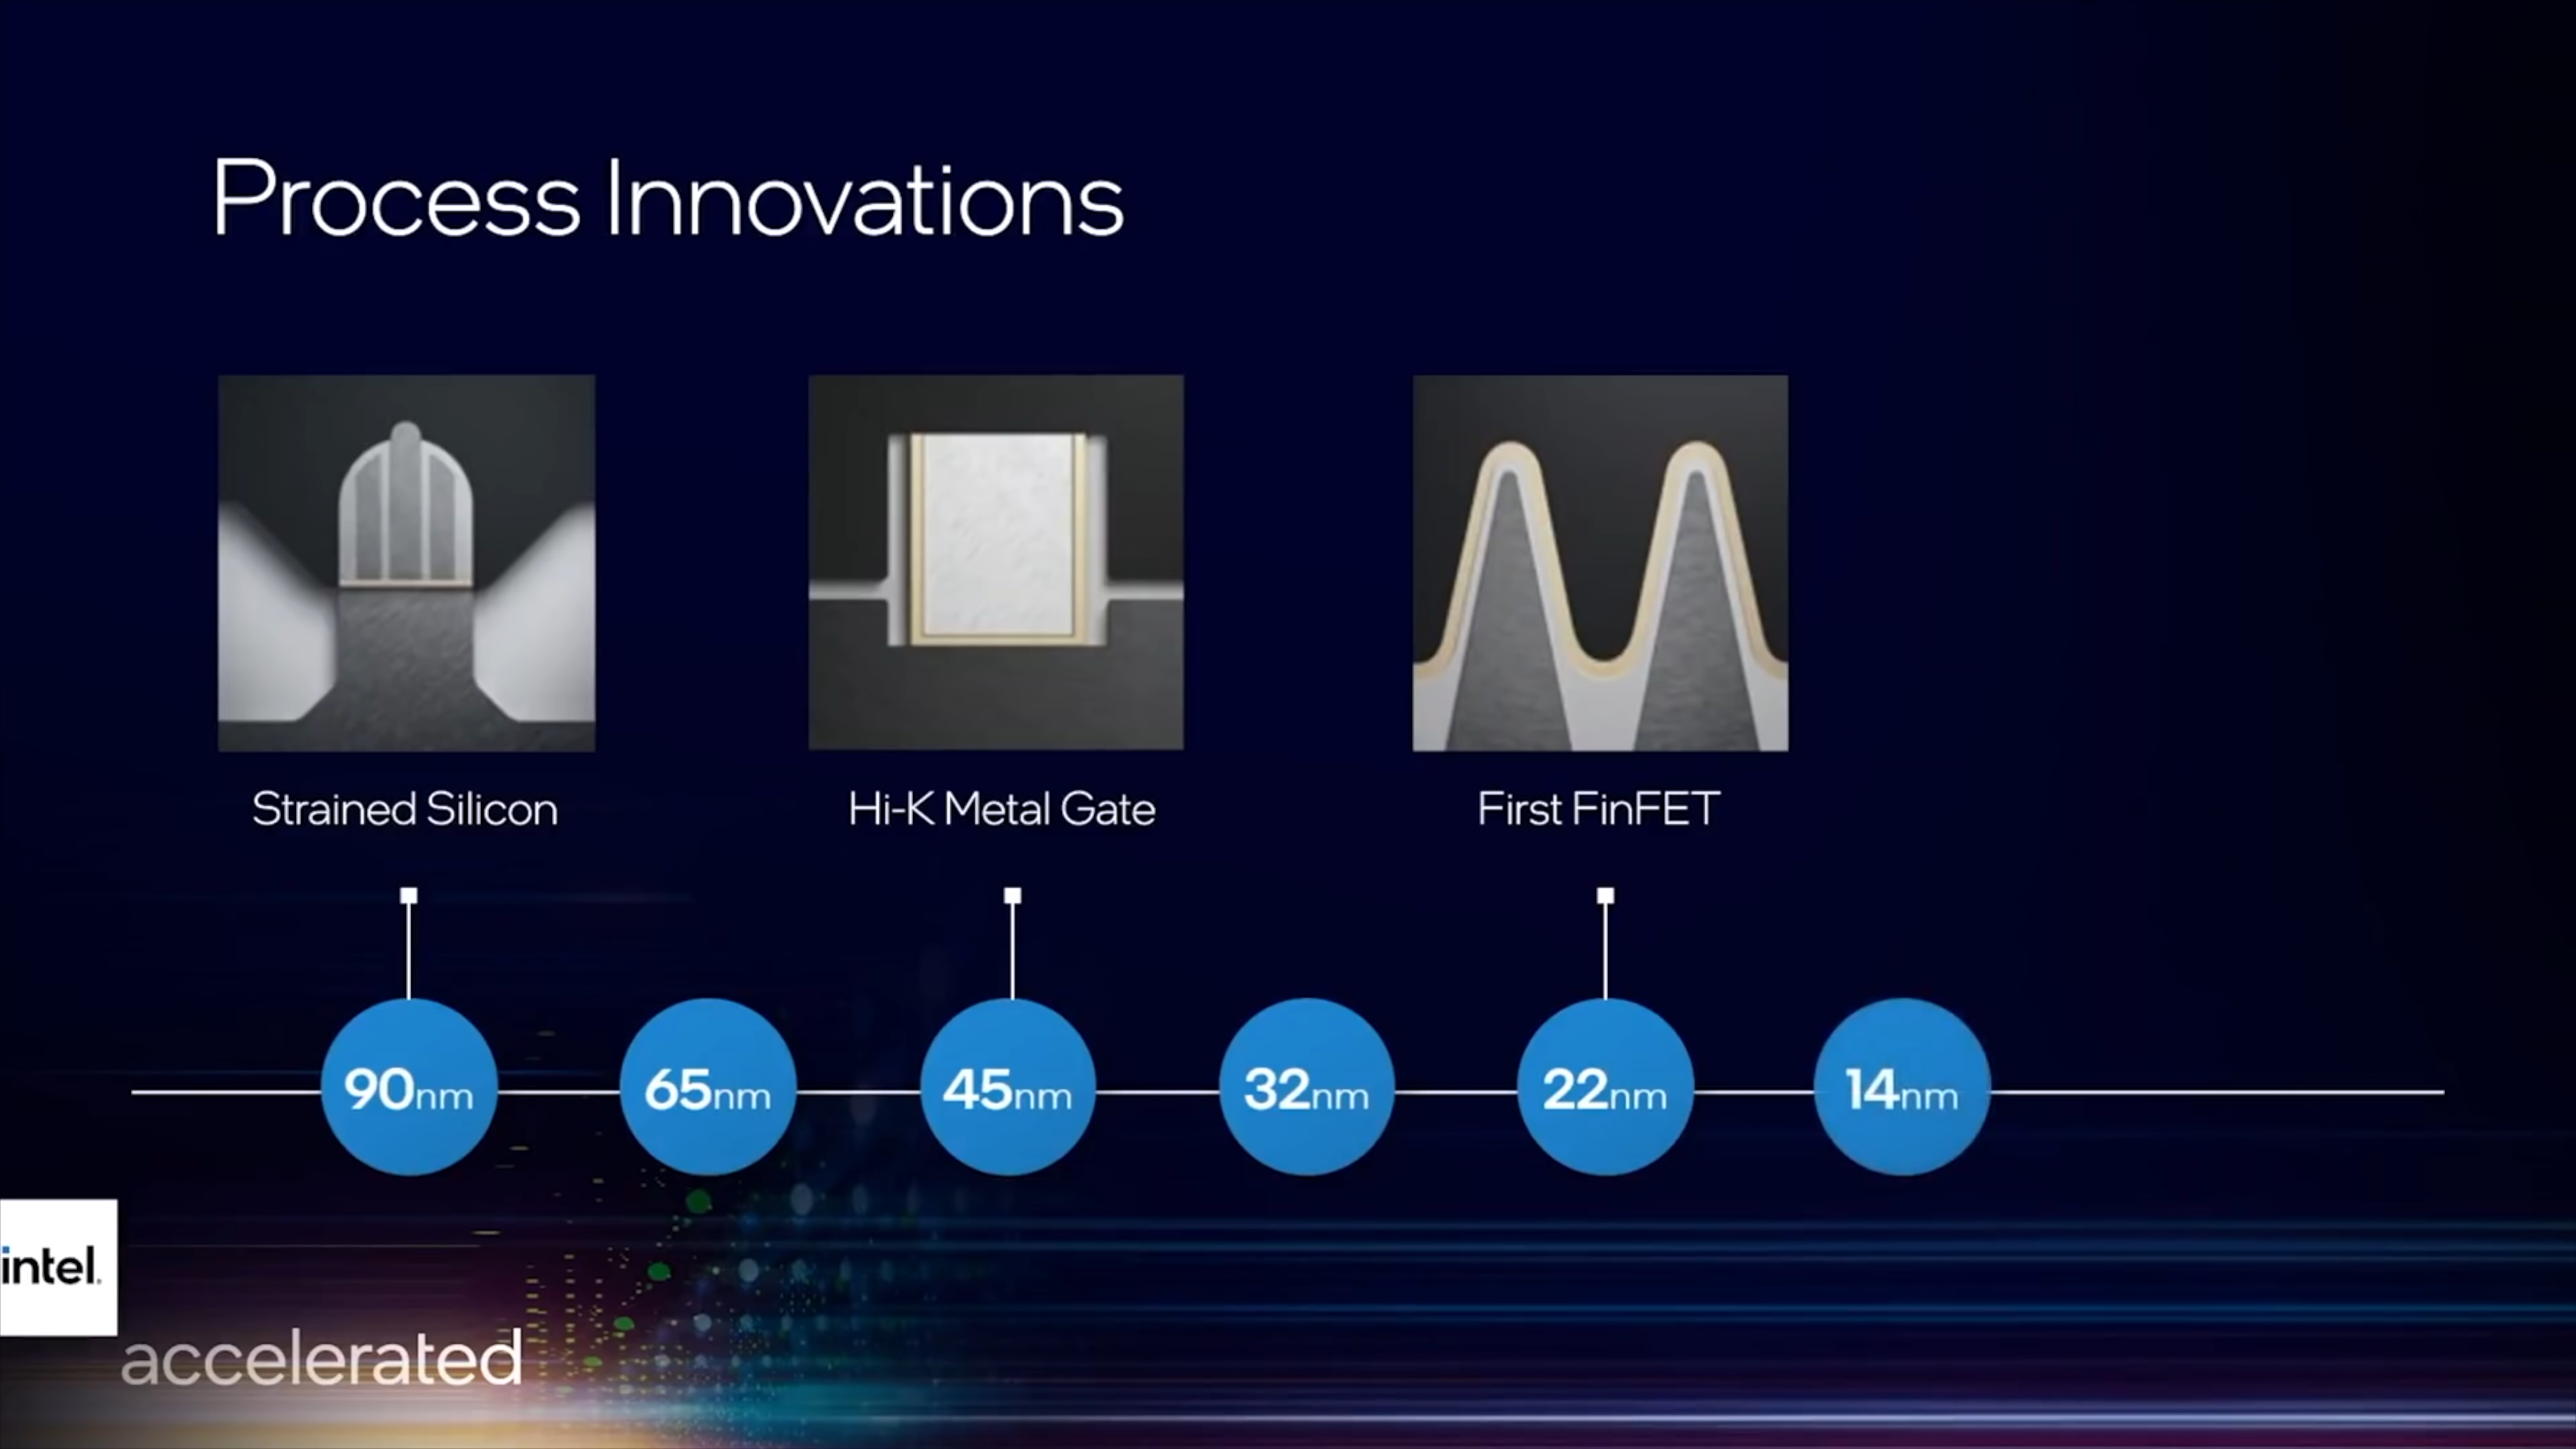 Process Innovations
Strained Silicon
Hi-K Metal Gate
First FinFET
90nm
65nm
45nm
32nm
22nm
14nm
intel.
accelerated